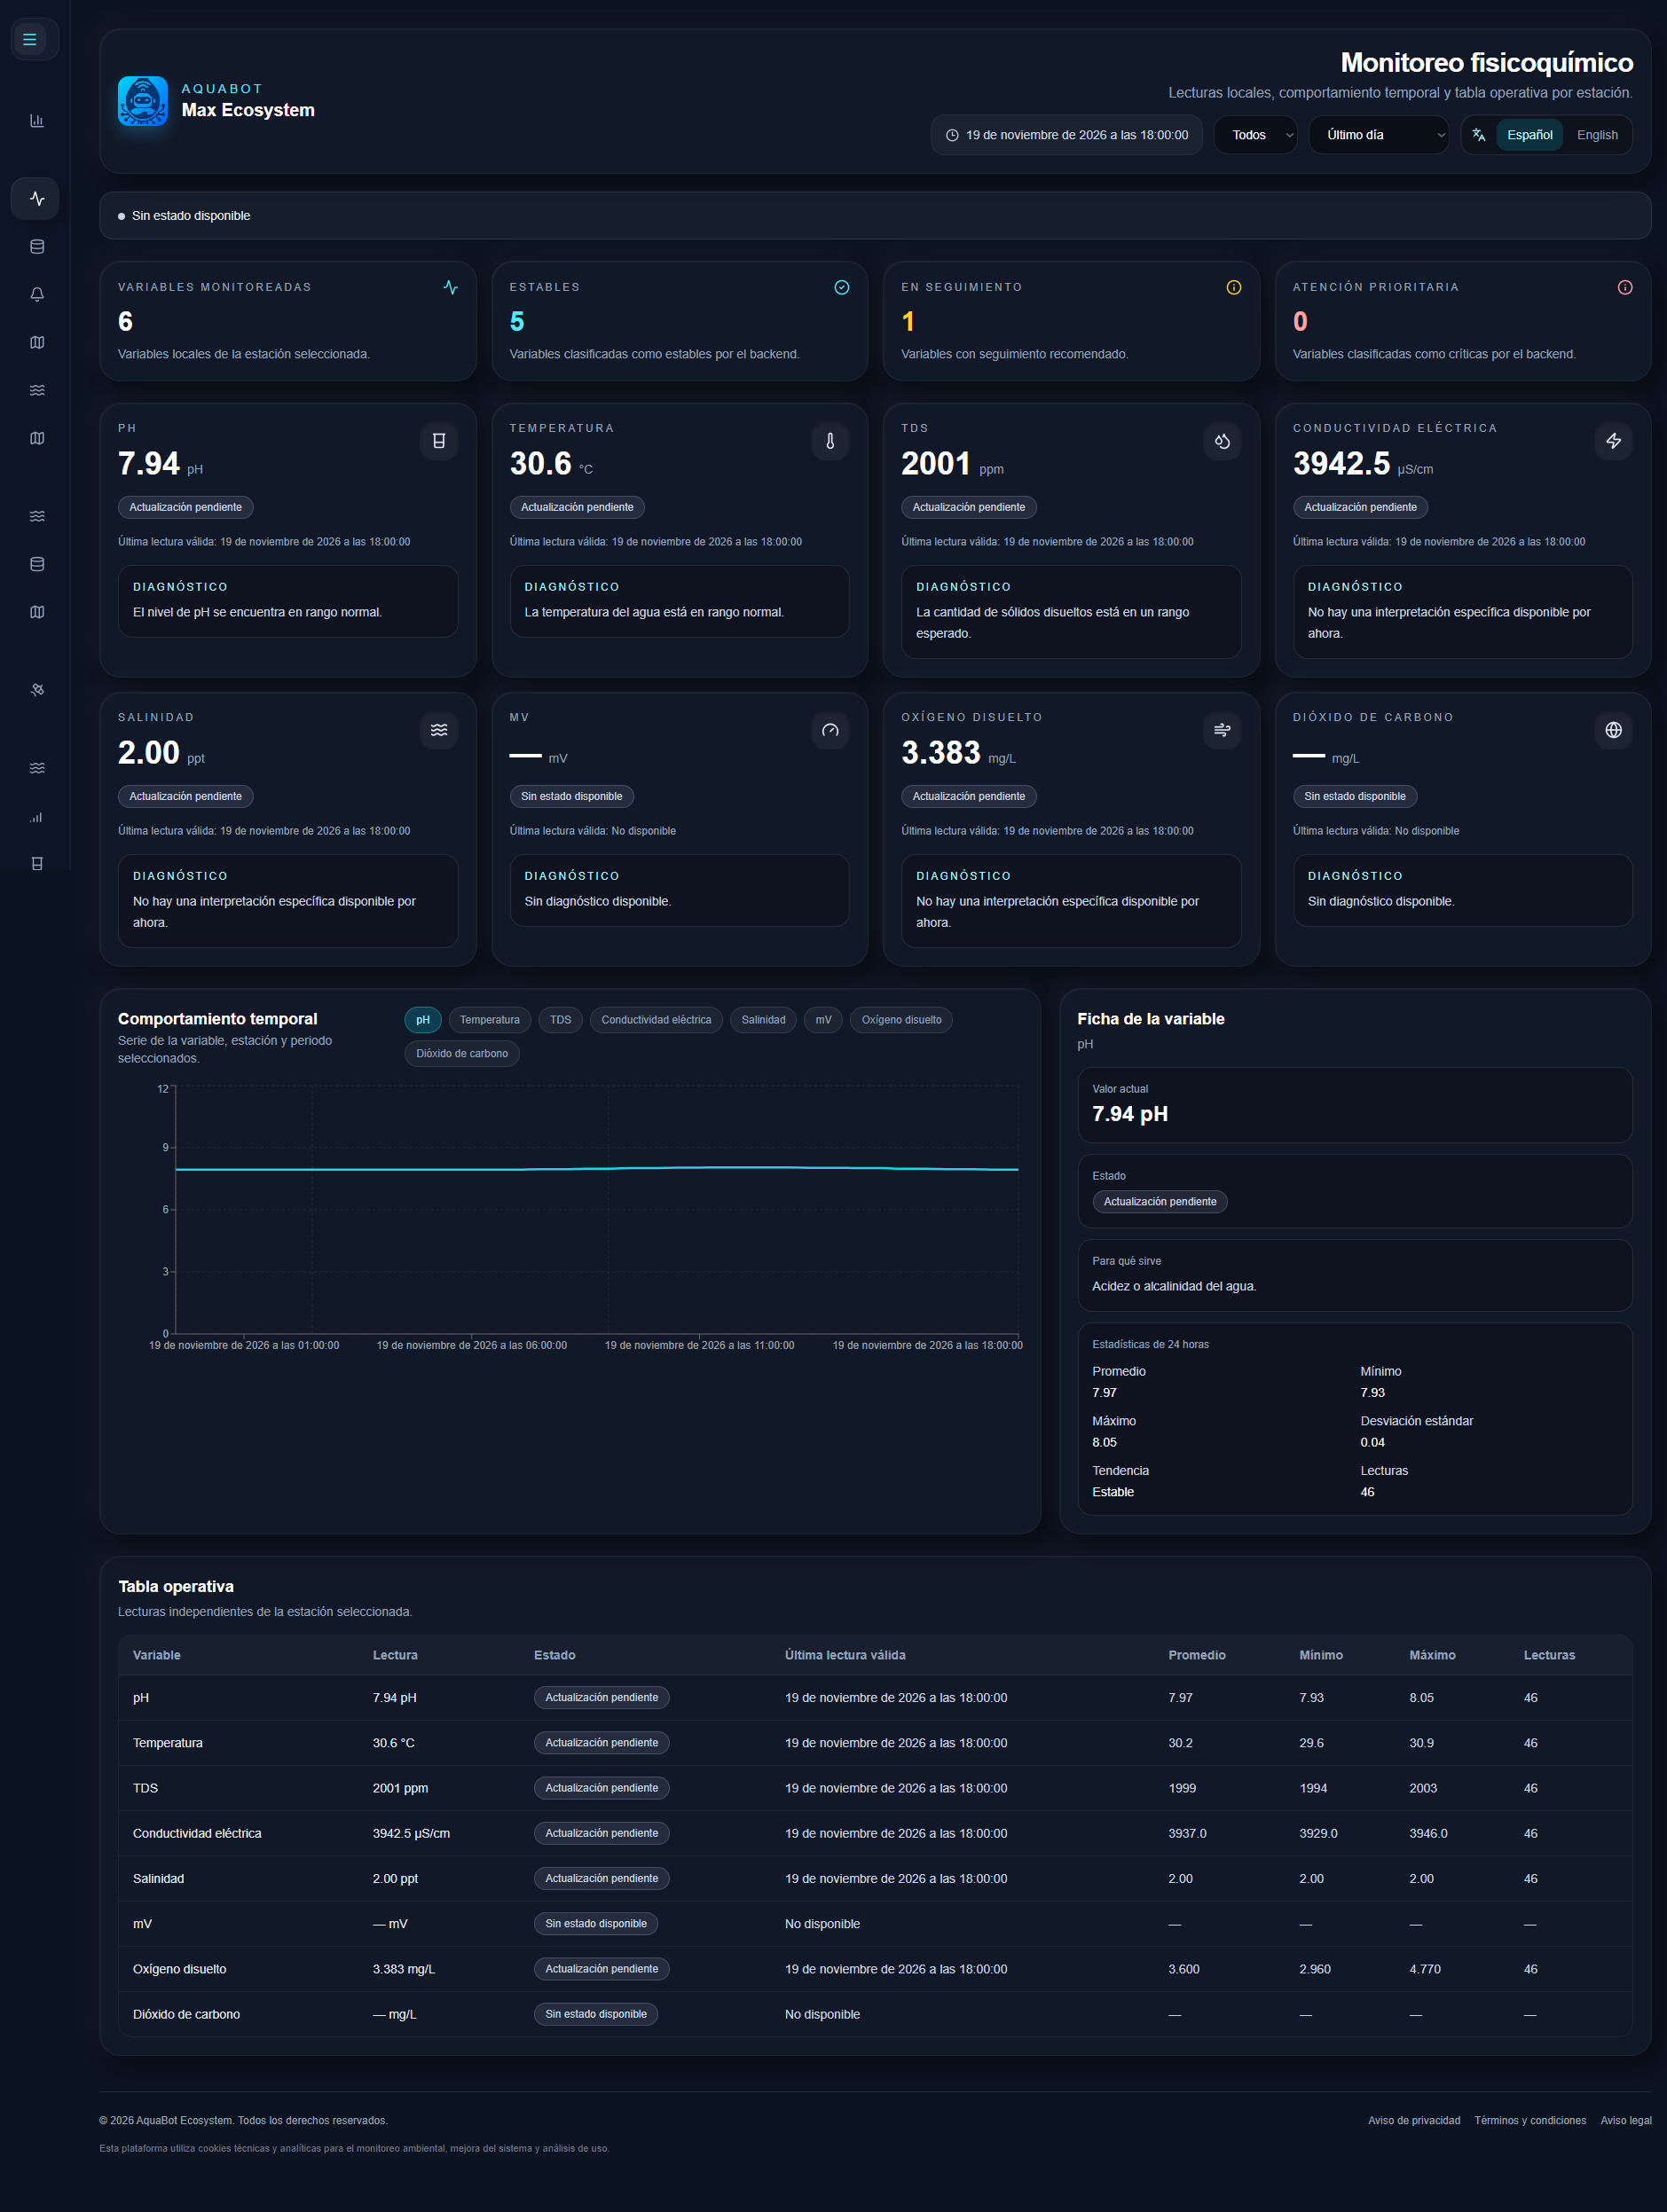 Monitoreo fisicoquímico
AQUABOT
Max Ecosystem
Lecturas locales, comportamiento temporal y tabla operativa por estación.
19 de noviembre de 2026 a las 18:00:00 Todos Último día Español English
Sin estado disponible
VARIABLES MONITOREADAS
6
Variables locales de la estación seleccionada.
ESTABLES
5
Variables clasificadas como estables por el backend.
EN SEGUIMIENTO
1
Variables con seguimiento recomendado.
ATENCIÓN PRIORITARIA
0
Variables clasificadas como críticas por el backend.
PH
7.94 pH
Actualización pendiente
Última lectura válida: 19 de noviembre de 2026 a las 18:00:00
DIAGNÓSTICO
El nivel de pH se encuentra en rango normal.
TEMPERATURA
30.6 °C
Actualización pendiente
Última lectura válida: 19 de noviembre de 2026 a las 18:00:00
DIAGNÓSTICO
La temperatura del agua está en rango normal.
TDS
2001 ppm
Actualización pendiente
Última lectura válida: 19 de noviembre de 2026 a las 18:00:00
DIAGNÓSTICO
La cantidad de sólidos disueltos está en un rango
esperado.
CONDUCTIVIDAD ELÉCTRICA
3942.5 µS/cm
Actualización pendiente
Última lectura válida: 19 de noviembre de 2026 a las 18:00:00
DIAGNÓSTICO
No hay una interpretación específica disponible por
ahora.
SALINIDAD
2.00 ppt
Actualización pendiente
Última lectura válida: 19 de noviembre de 2026 a las 18:00:00
DIAGNÓSTICO
No hay una interpretación específica disponible por
ahora.
MV
— mV
Sin estado disponible
Última lectura válida: No disponible
DIAGNÓSTICO
Sin diagnóstico disponible.
OXÍGENO DISUELTO
3.383 mg/L
Actualización pendiente
Última lectura válida: 19 de noviembre de 2026 a las 18:00:00
DIAGNÓSTICO
No hay una interpretación específica disponible por
ahora.
DIÓXIDO DE CARBONO
— mg/L
Sin estado disponible
Última lectura válida: No disponible
DIAGNÓSTICO
Sin diagnóstico disponible.
Comportamiento temporal
Serie de la variable, estación y periodo
seleccionados.
pH Temperatura TDS Conductividad eléctrica Salinidad mV Oxígeno disuelto
Dióxido de carbono
12
9
6
3
0
19 de noviembre de 2026 a las 01:00:00 19 de noviembre de 2026 a las 06:00:00 19 de noviembre de 2026 a las 11:00:00 19 de noviembre de 2026 a las 18:00:00
Ficha de la variable
pH
Valor actual
7.94 pH
Estado
Actualización pendiente
Para qué sirve
Acidez o alcalinidad del agua.
Estadísticas de 24 horas
Promedio Mínimo
7.97 7.93
Máximo Desviación estándar
8.05 0.04
Tendencia Lecturas
Estable 46
Tabla operativa
Lecturas independientes de la estación seleccionada.
Variable Lectura Estado Última lectura válida Promedio Mínimo Máximo Lecturas
pH 7.94 pH Actualización pendiente 19 de noviembre de 2026 a las 18:00:00 7.97 7.93 8.05 46
Temperatura 30.6 °C Actualización pendiente 19 de noviembre de 2026 a las 18:00:00 30.2 29.6 30.9 46
TDS 2001 ppm Actualización pendiente 19 de noviembre de 2026 a las 18:00:00 1999 1994 2003 46
Conductividad eléctrica 3942.5 µS/cm Actualización pendiente 19 de noviembre de 2026 a las 18:00:00 3937.0 3929.0 3946.0 46
Salinidad 2.00 ppt Actualización pendiente 19 de noviembre de 2026 a las 18:00:00 2.00 2.00 2.00 46
mV — mV Sin estado disponible No disponible — — — —
Oxígeno disuelto 3.383 mg/L Actualización pendiente 19 de noviembre de 2026 a las 18:00:00 3.600 2.960 4.770 46
Dióxido de carbono — mg/L Sin estado disponible No disponible — — — —
© 2026 AquaBot Ecosystem. Todos los derechos reservados. Aviso de privacidad Términos y condiciones Aviso legal
Esta plataforma utiliza cookies técnicas y analíticas para el monitoreo ambiental, mejora del sistema y análisis de uso.